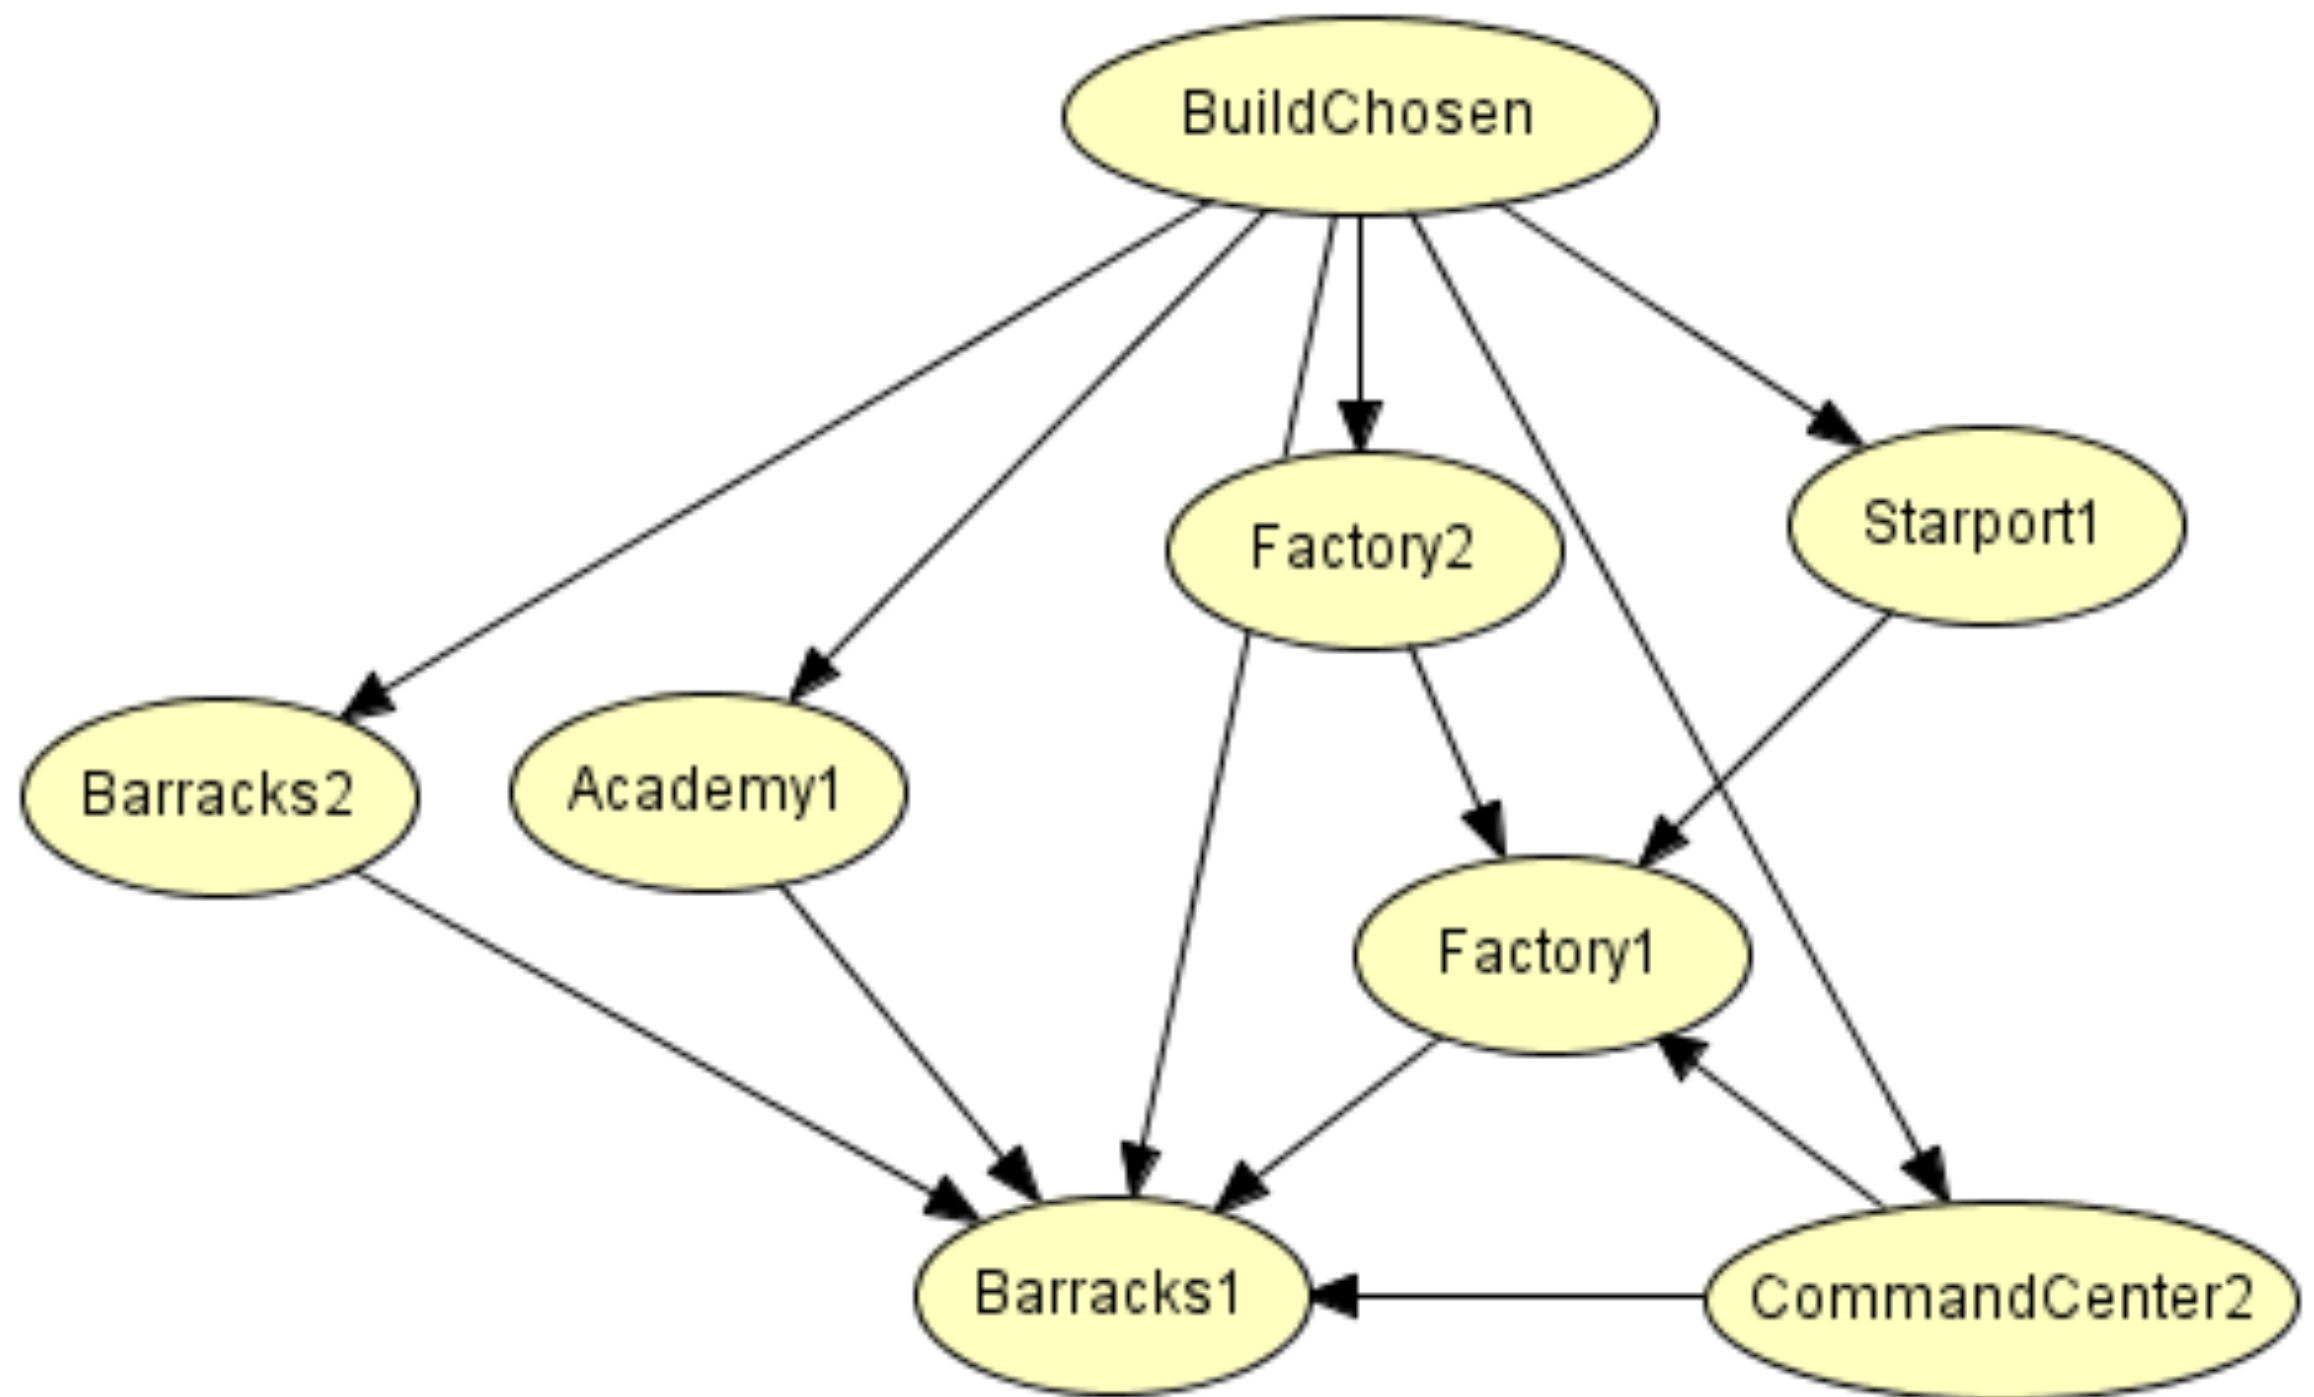 BuildChosen
Factory2
Starport1
Barracks2
Academy1
Factory1
Barracks1
CommandCenter2